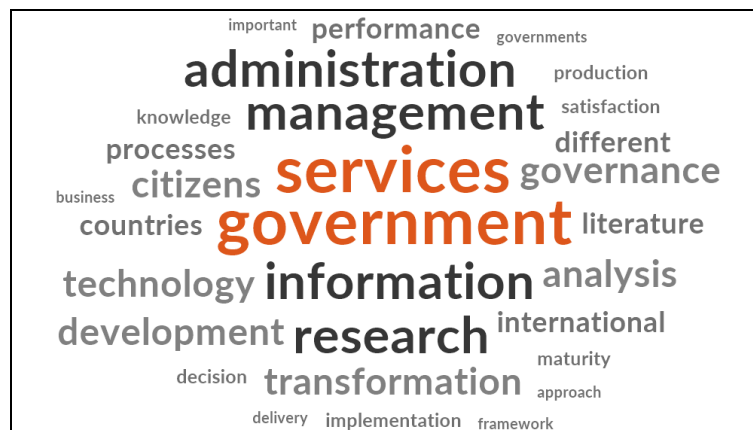 important performance governments
administration production
knowledge management satisfaction
processes different
citizens services governance
business
countries government literature
technology information analysis
development research international
maturity
decision transformation approach
delivery implementation framework